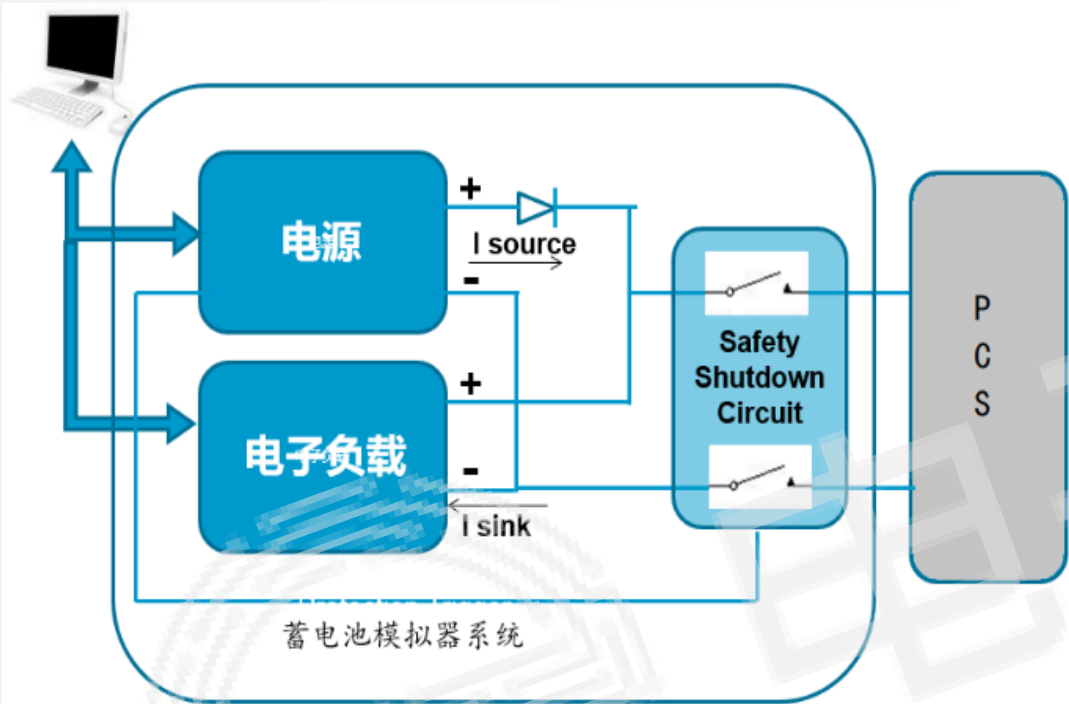 电源
+
I source
-
+
电子负载
-
I sink
Safety
Shutdown
Circuit
P
C
S
蓄电池模拟器系统